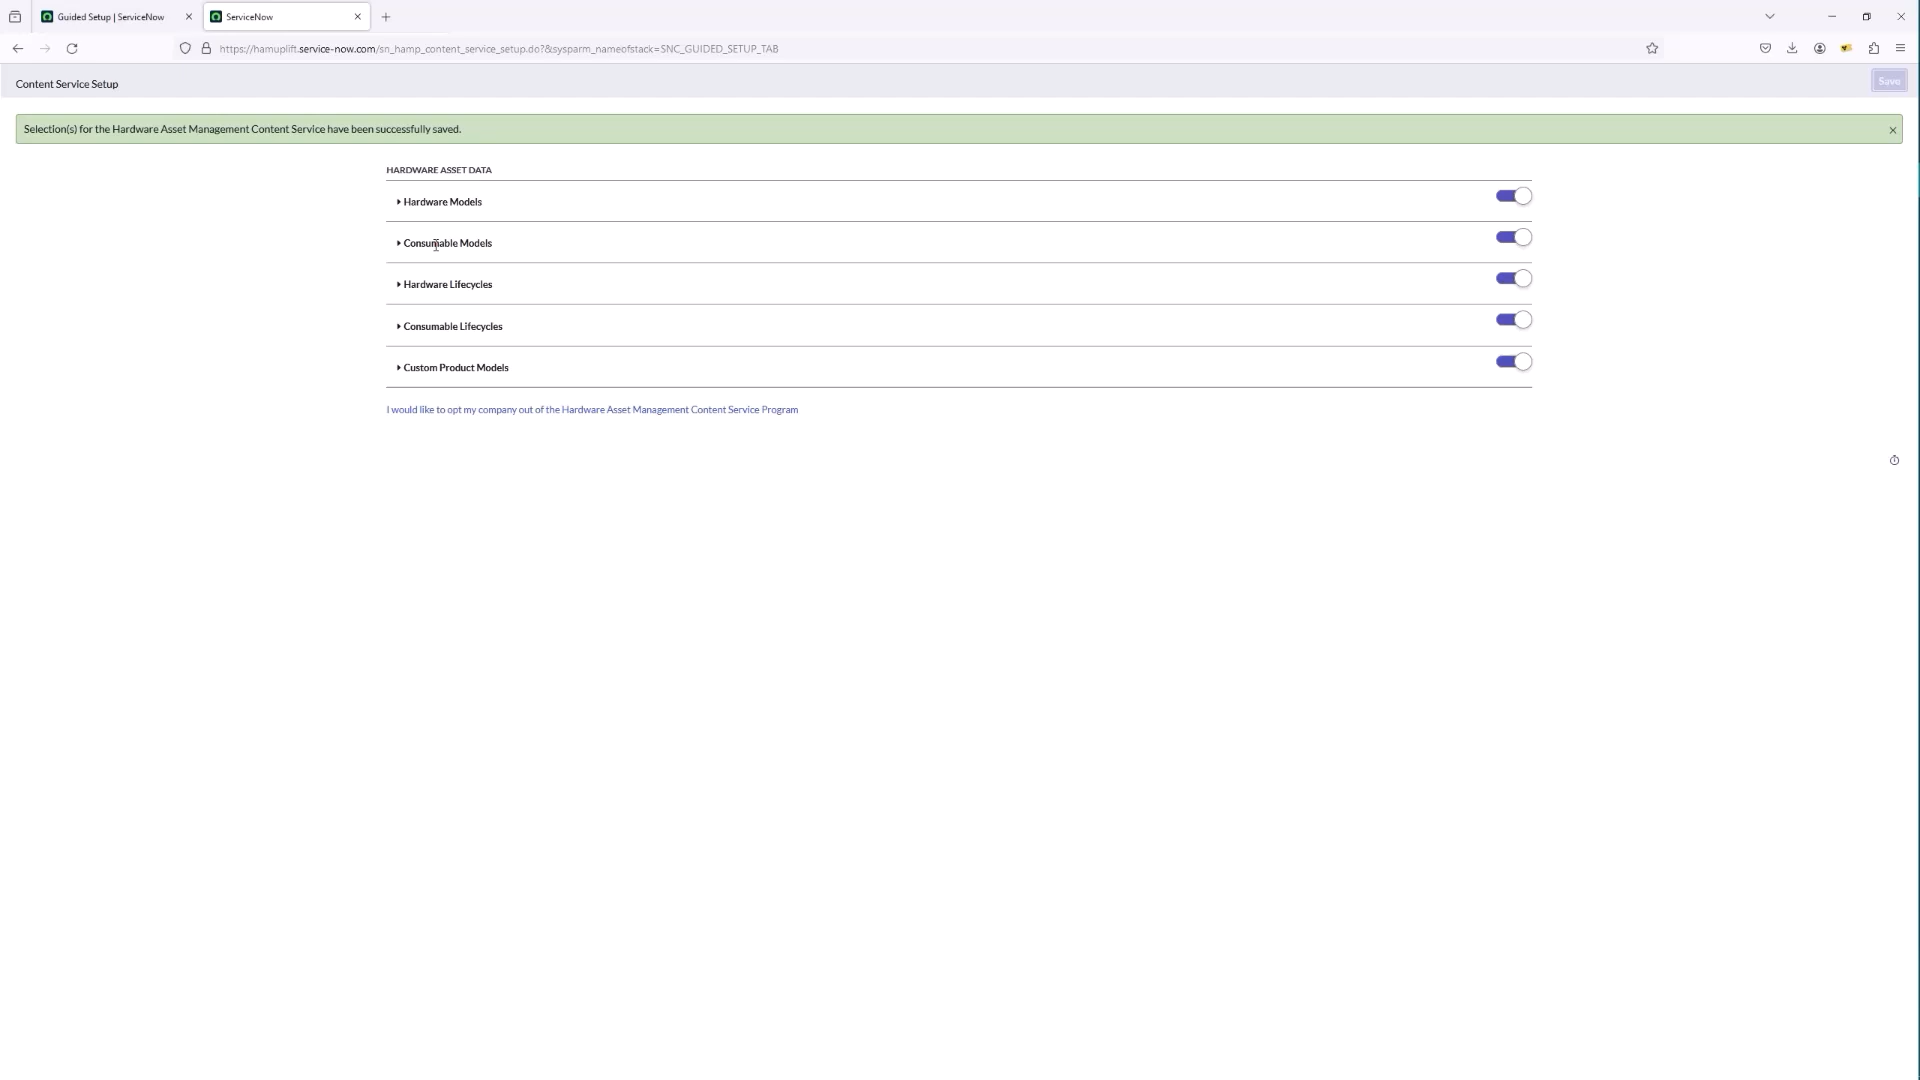 Guided Setup | ServiceNow
ServiceNow
https://hamuplift.service-now.com/sn_hamp_content_service_setup.do?&sysparm_nameofstack=SNC_GUIDED_SETUP_TAB
Content Service Setup
Save
Selection(s) for the Hardware Asset Management Content Service have been successfully saved.
HARDWARE ASSET DATA
Hardware Models
Consumable Models
Hardware Lifecycles
Consumable Lifecycles
Custom Product Models
I would like to opt my company out of the Hardware Asset Management Content Service Program